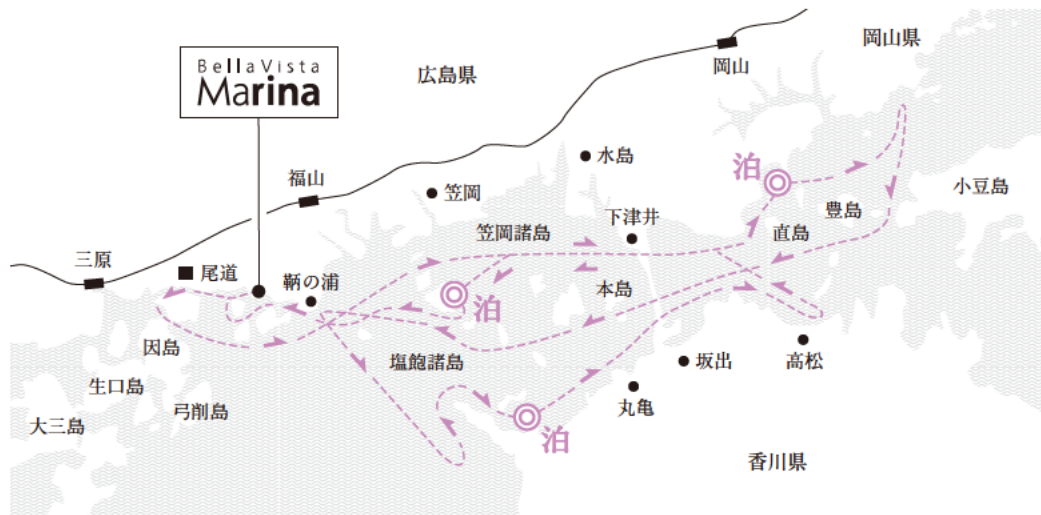 岡山県
岡山
広島県
BellaVista
Marina
水島
泊
福山
笠岡
小豆島
豊島
下津井
直島
笠岡諸島
三原
尾道
鞆の浦
本島
泊
因島
塩飽諸島
坂出
高松
生口島
丸亀
弓削島
大三島
泊
香川県